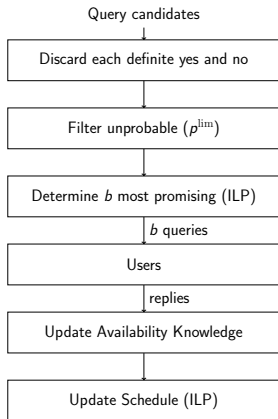 Query candidates
Discard each definite yes and no
Filter unprobable (p^lim)
Determine b most promising (ILP)
b queries
Users
replies
Update Availability Knowledge
Update Schedule (ILP)